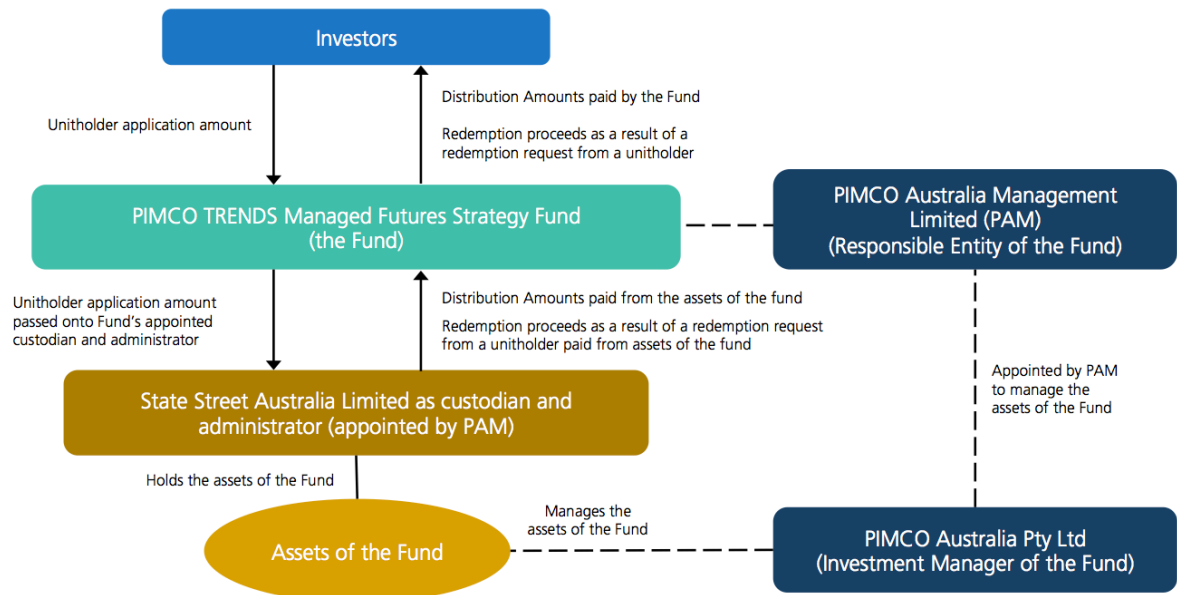 Investors
Unitholder application amount
Distribution Amounts paid by the Fund
Redemption proceeds as a result of a
redemption request from a unitholder
PIMCO TRENDS Managed Futures Strategy Fund
(the Fund)
PIMCO Australia Management
Limited (PAM)
(Responsible Entity of the Fund)
Unitholder application amount
passed onto Fund's appointed
custodian and administrator
Distribution Amounts paid from the assets of the fund
Redemption proceeds as a result of a redemption request
from a unitholder paid from assets of the fund
State Street Australia Limited as custodian and
administrator (appointed by PAM)
Appointed by PAM
to manage the
assets of the Fund
Holds the assets of the Fund
Assets of the Fund
Manages the
assets of the Fund
PIMCO Australia Pty Ltd
(Investment Manager of the Fund)